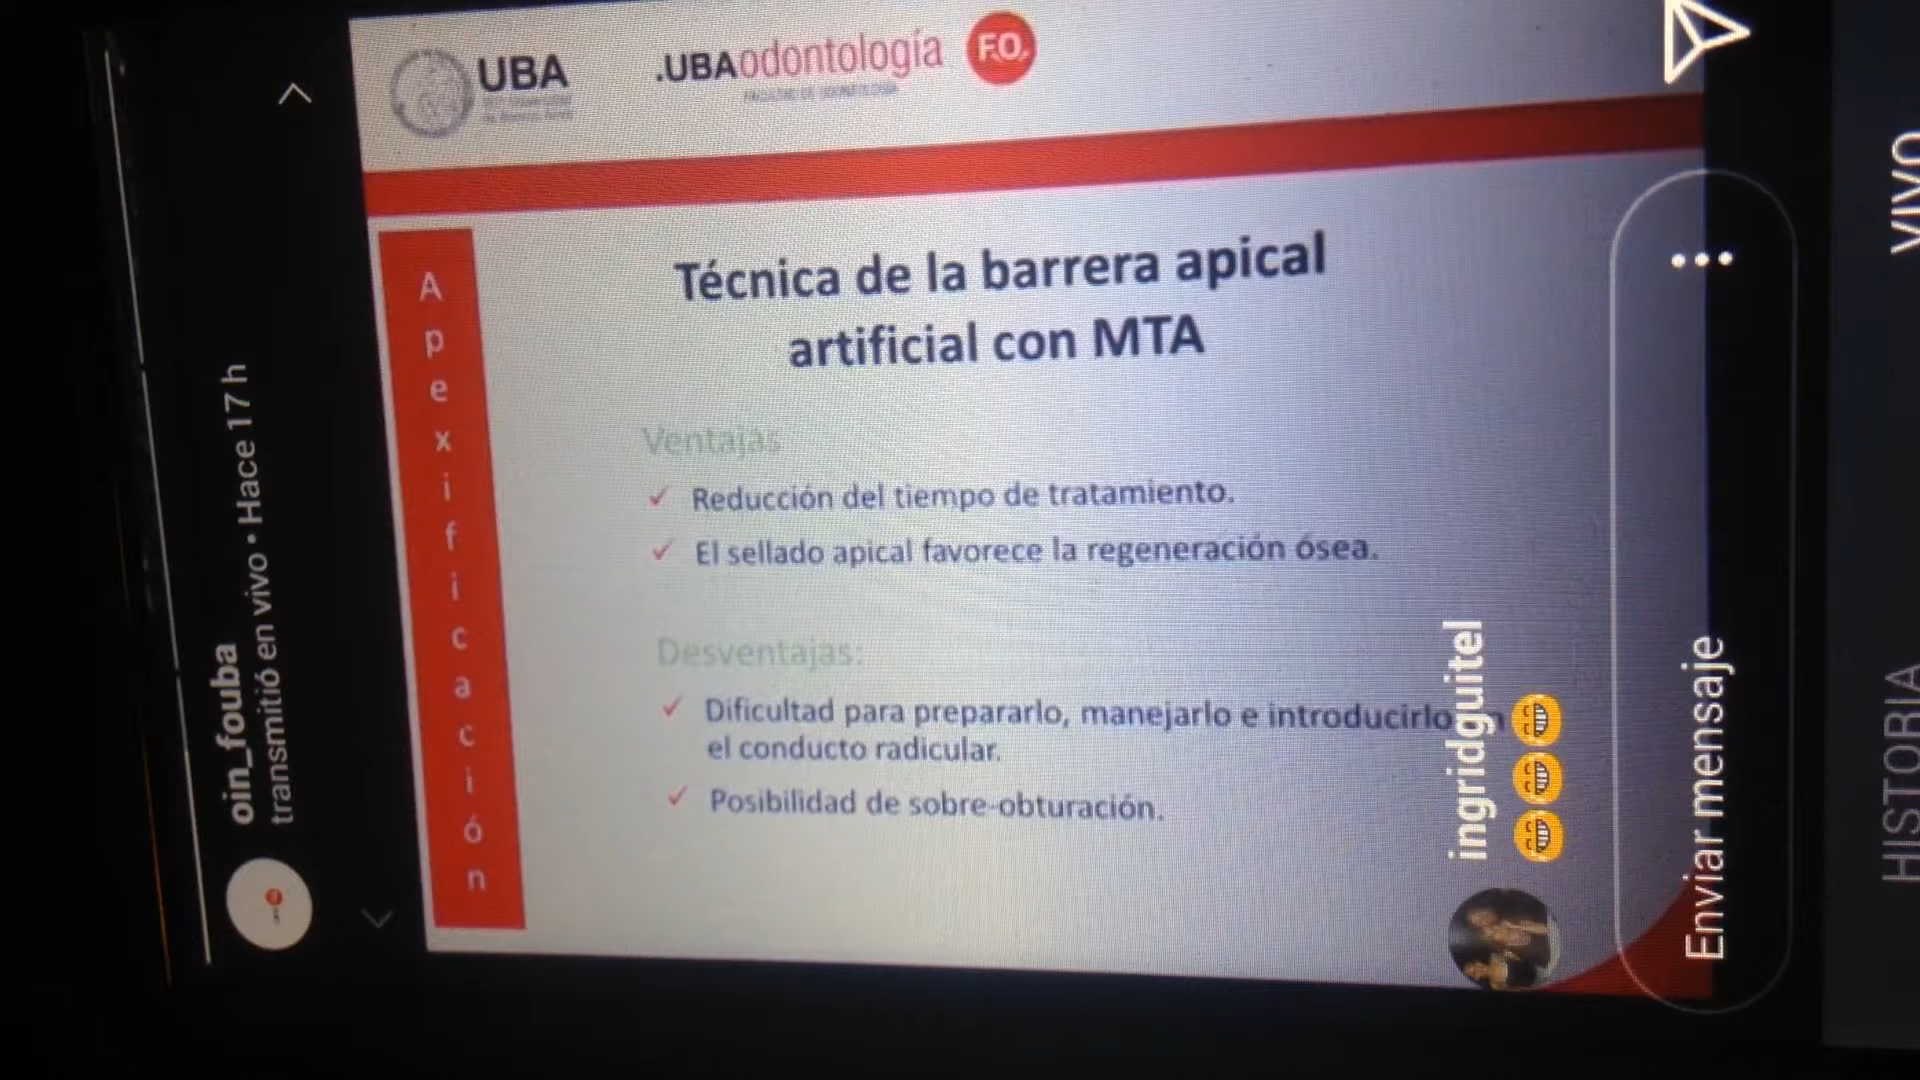 UBA
.UBAodontología
F.O.
Apexificación
Técnica de la barrera apical
artificial con MTA
Ventajas
Reducción del tiempo de tratamiento.
El sellado apical favorece la regeneración ósea.
Desventajas:
Dificultad para prepararlo, manejarlo e introducirlo
el conducto radicular.
Posibilidad de sobre-obturación.
oin_fouba
transmitió en vivo • Hace 17 h
ingridguitel
😁😁😁
Enviar mensaje
HISTORIA
VIVO